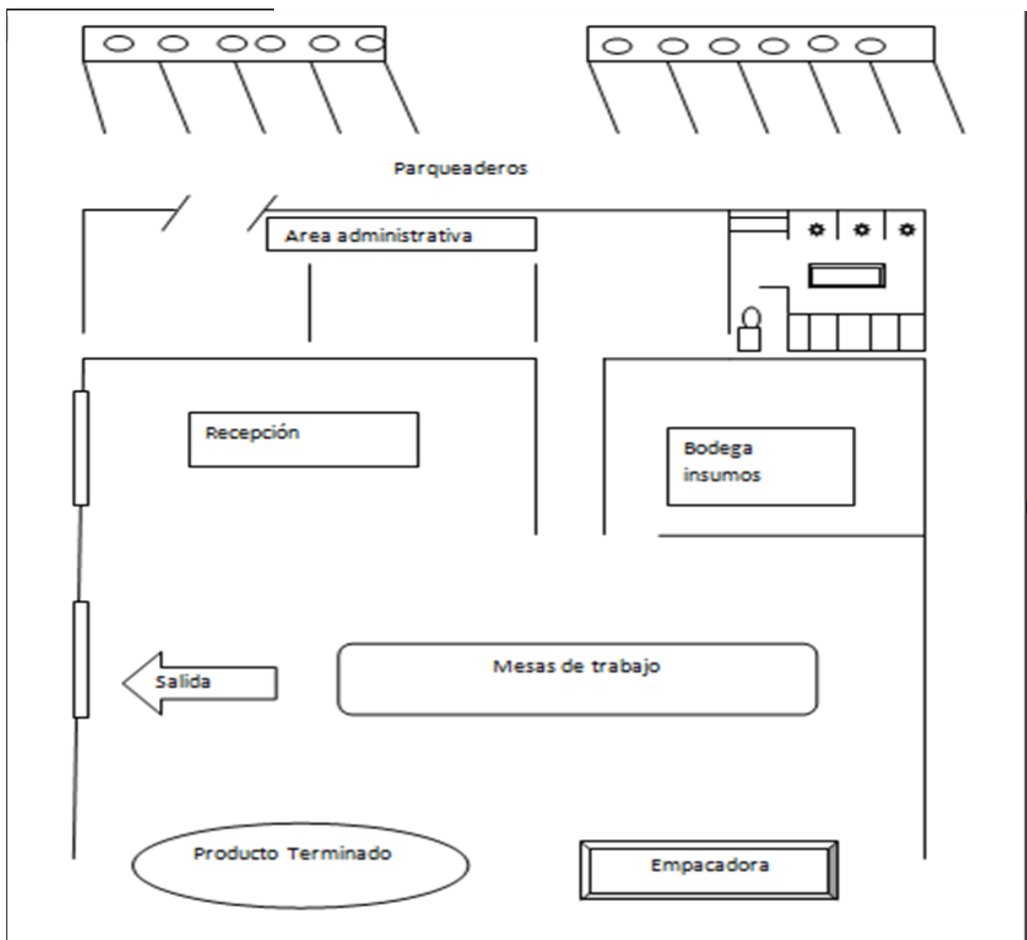 Parqueaderos
Area administrativa
Recepción
Bodega
insumos
Mesas de trabajo
Salida
Producto Terminado
Empacadora